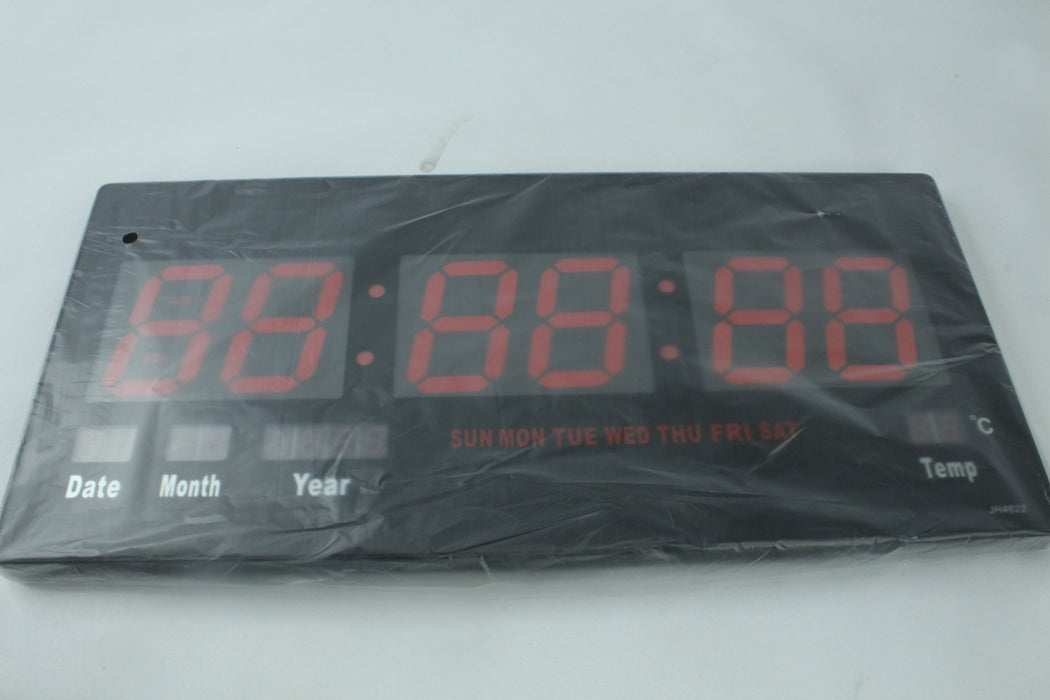 88:88:88
SUN MON TUE WED THU FRI SAT
°C
Date Month Year Temp
JH4622